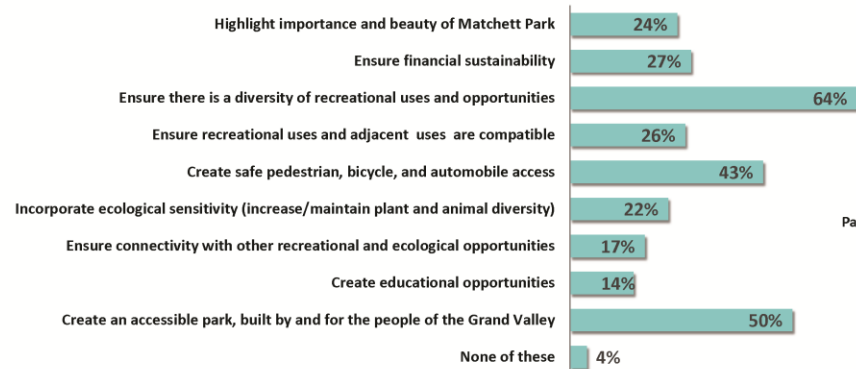 Highlight importance and beauty of Matchett Park 24%
Ensure financial sustainability 27%
Ensure there is a diversity of recreational uses and opportunities 64%
Ensure recreational uses and adjacent uses are compatible 26%
Create safe pedestrian, bicycle, and automobile access 43%
Incorporate ecological sensitivity (increase/maintain plant and animal diversity) 22%
Pa
Ensure connectivity with other recreational and ecological opportunities 17%
Create educational opportunities 14%
Create an accessible park, built by and for the people of the Grand Valley 50%
None of these 4%